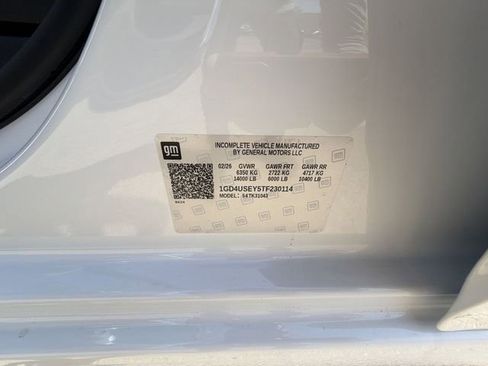 gm
INCOMPLETE VEHICLE MANUFACTURED
BY GENERAL MOTORS LLC
02/26 GVWR GAWR FRT GAWR RR
6350 KG 2722 KG 4717 KG
14000 LB 6000 LB 10400 LB
1GD4USEY5TF230114
MODEL: TK31043